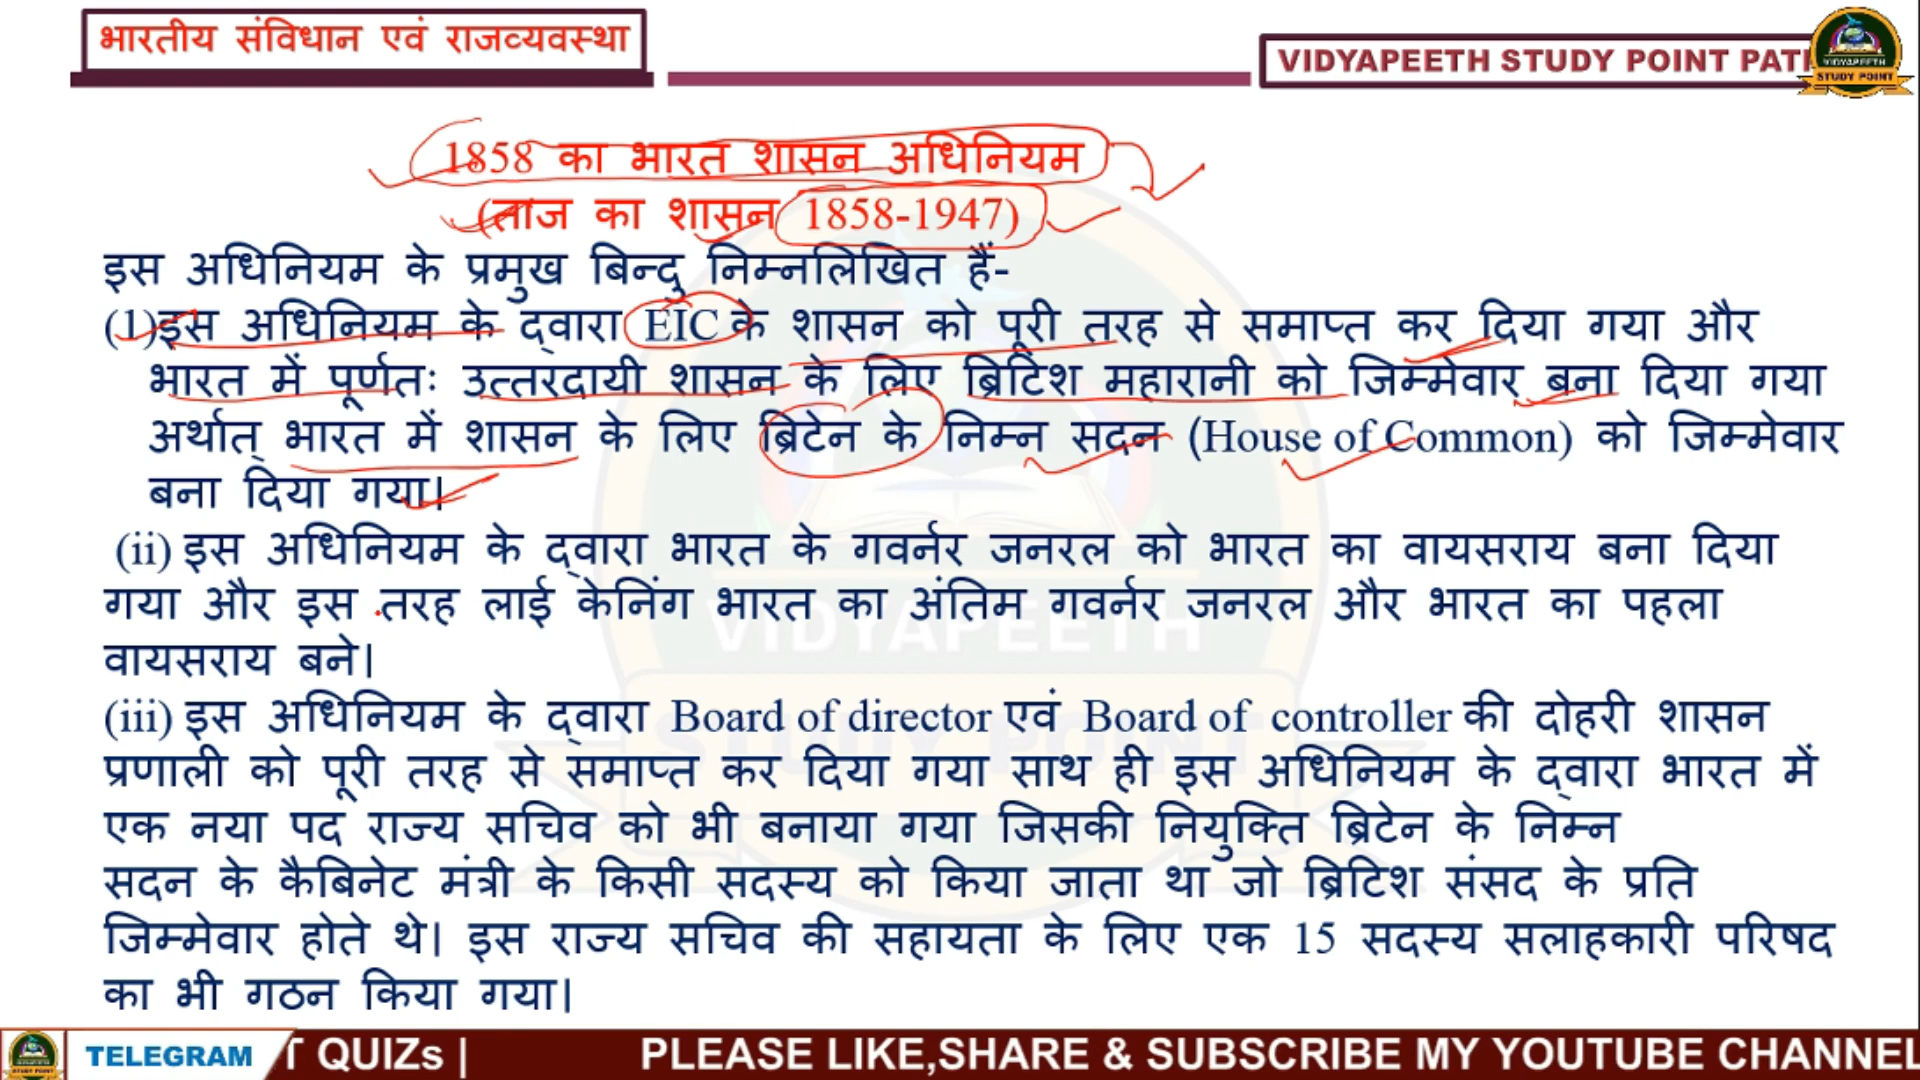 भारतीय संविधान एवं राजव्यवस्था
VIDYAPEETH STUDY POINT
VIDYAPEETH
STUDY POINT
1858 का भारत शासन अधिनियम
(ताज का शासन 1858-1947)
इस अधिनियम के प्रमुख बिन्दु निम्नलिखित हैं-
(1)इस अधिनियम के द्वारा EIC के शासन को पूरी तरह से समाप्त कर दिया गया और
भारत में पूर्णतः उत्तरदायी शासन के लिए ब्रिटिश महारानी को जिम्मेवार बना दिया गया
अर्थात् भारत में शासन के लिए ब्रिटेन के निम्न सदन (House of Common) को जिम्मेवार
बना दिया गया।
(ii) इस अधिनियम के द्वारा भारत के गवर्नर जनरल को भारत का वायसराय बना दिया
गया और इस तरह लाई केनिंग भारत का अंतिम गवर्नर जनरल और भारत का पहला
वायसराय बने।
(iii) इस अधिनियम के द्वारा Board of director एवं Board of controller की दोहरी शासन
प्रणाली को पूरी तरह से समाप्त कर दिया गया साथ ही इस अधिनियम के द्वारा भारत में
एक नया पद राज्य सचिव को भी बनाया गया जिसकी नियुक्ति ब्रिटेन के निम्न
सदन के कैबिनेट मंत्री के किसी सदस्य को किया जाता था जो ब्रिटिश संसद के प्रति
जिम्मेवार होते थे। इस राज्य सचिव की सहायता के लिए एक 15 सदस्य सलाहकारी परिषद
का भी गठन किया गया।
VIDYAPEETH
STUDY POINT
TELEGRAM T QUIZs | PLEASE LIKE,SHARE & SUBSCRIBE MY YOUTUBE CHANNEL